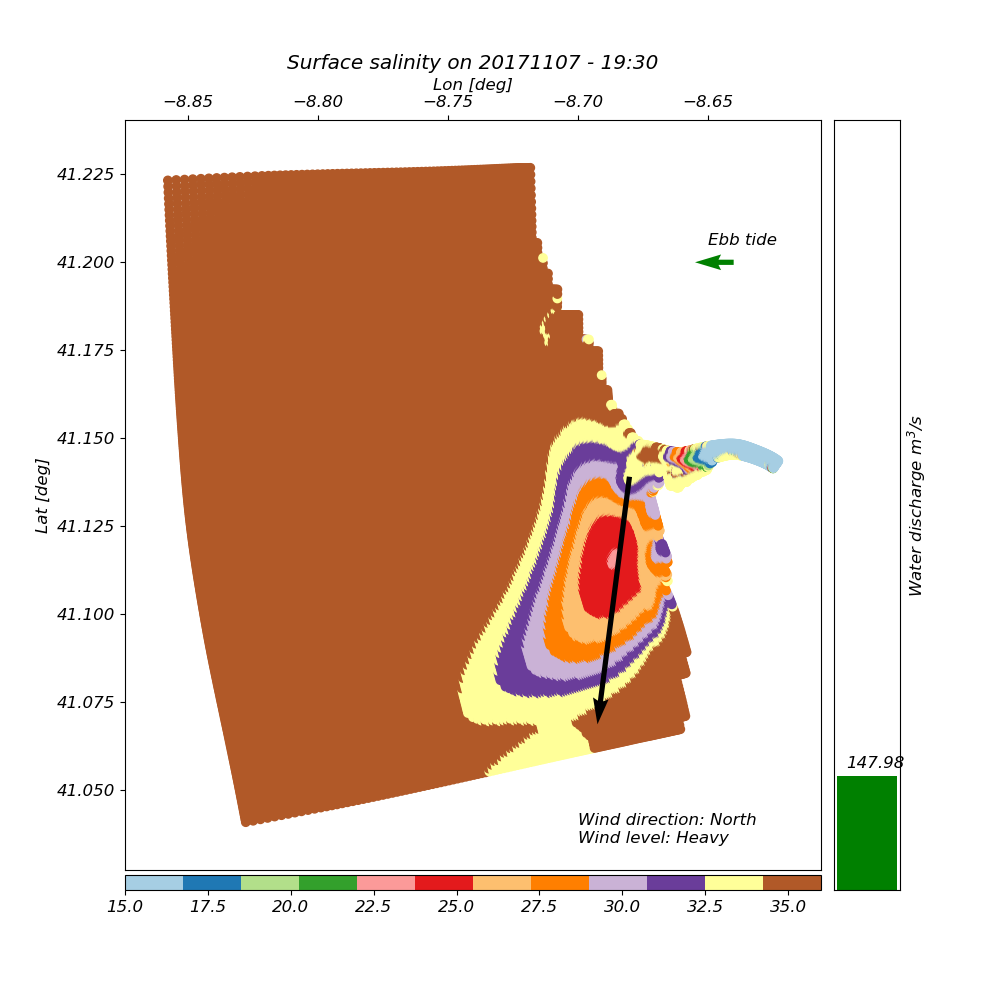 Surface salinity on 20171107 - 19:30
Lon [deg]
−8.85 −8.80 −8.75 −8.70 −8.65
41.225
41.200
41.175
41.150
41.125
41.100
41.075
41.050
Lat [deg]
Ebb tide
Wind direction: North
Wind level: Heavy
147.98
Water discharge m³/s
15.0 17.5 20.0 22.5 25.0 27.5 30.0 32.5 35.0